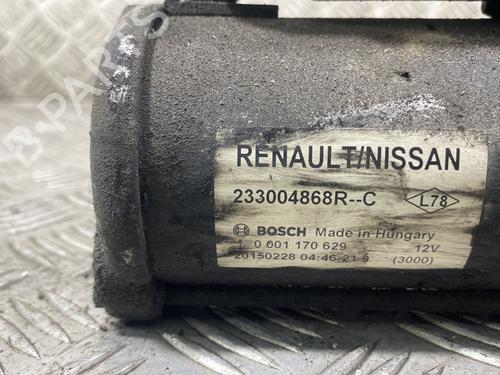 RENAULT/NISSAN
233004868R--C L78
BOSCH Made in Hungary
0 001 170 629 12V
20150228 04:46-21 9 (3000)
B-Parts